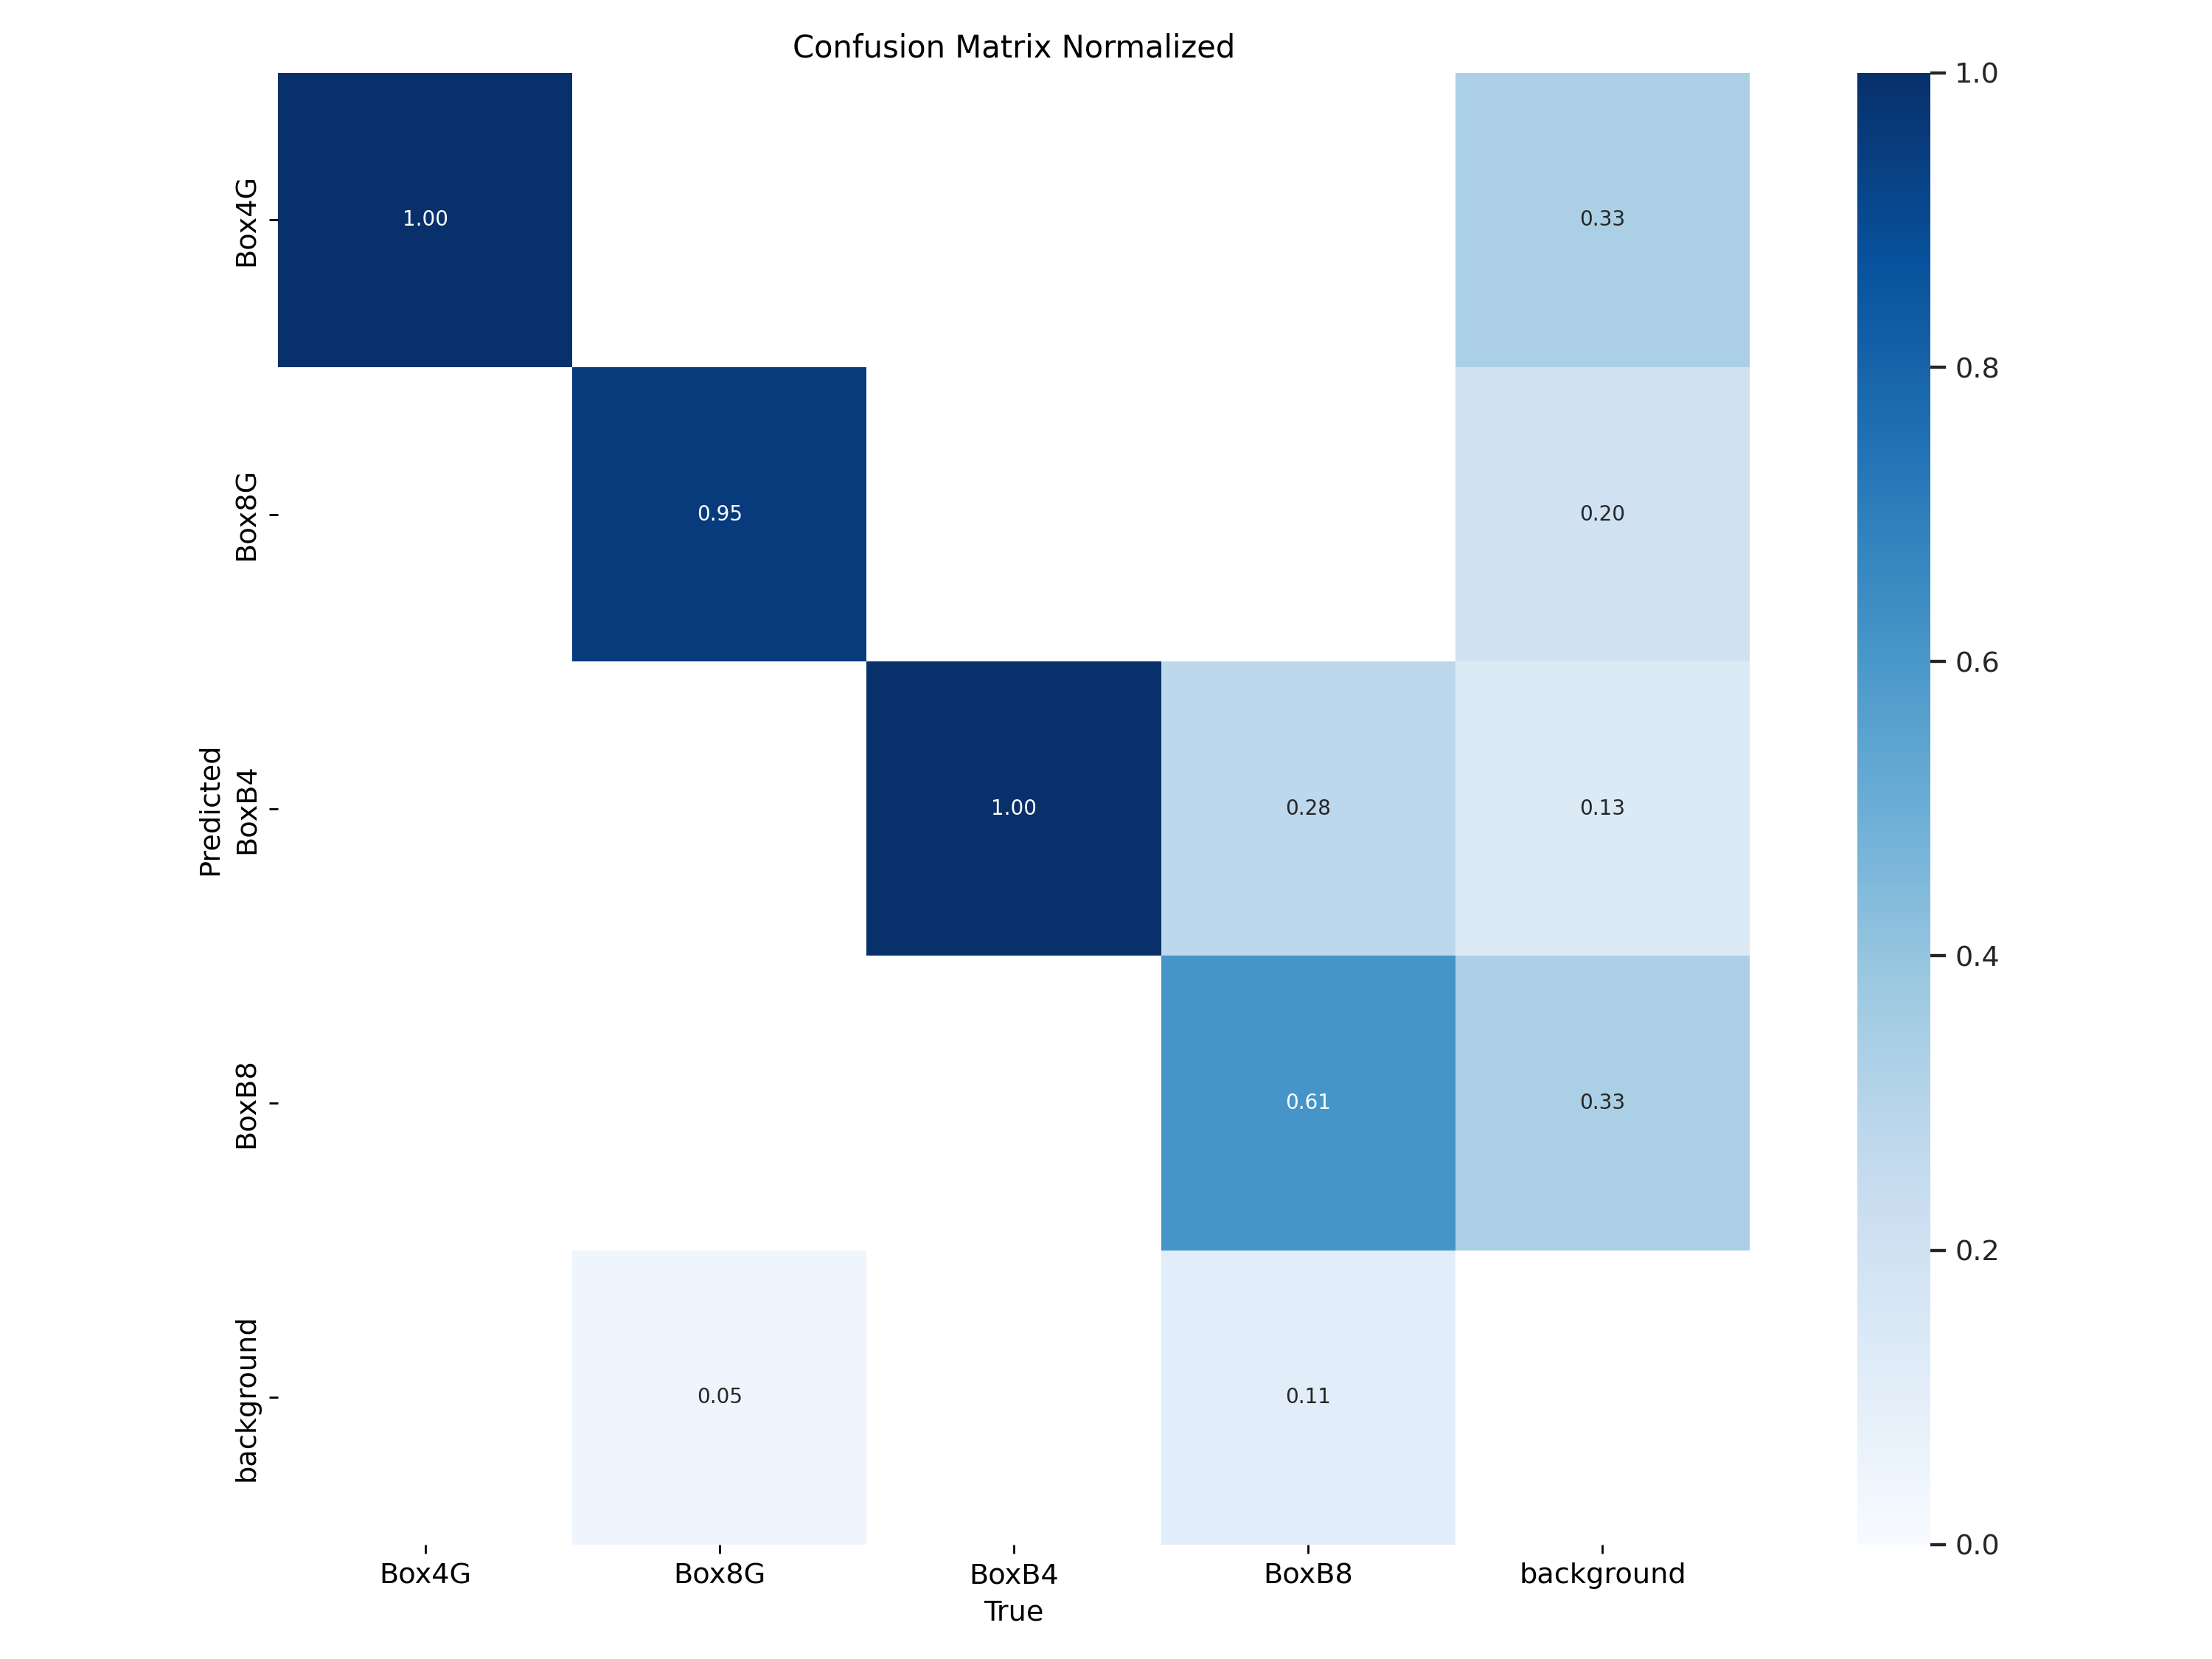 Confusion Matrix Normalized
Predicted
Box4G
1.00
0.33
Box8G
0.95
0.20
BoxB4
1.00
0.28
0.13
BoxB8
0.61
0.33
background
0.05
0.11
Box4G
Box8G
BoxB4
BoxB8
background
True
1.0
0.8
0.6
0.4
0.2
0.0